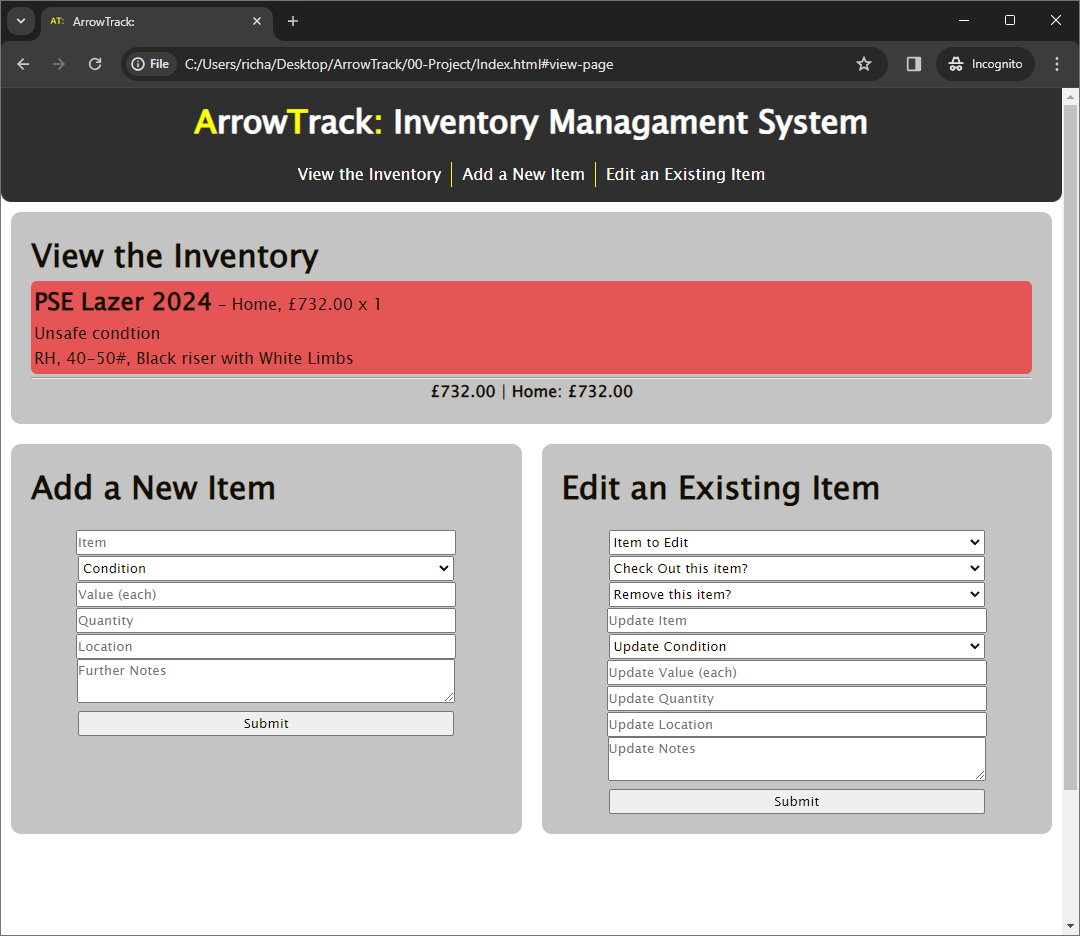 AT: ArrowTrack:
File C:/Users/richa/Desktop/ArrowTrack/00-Project/Index.html#view-page Incognito
ArrowTrack: Inventory Managament System
View the Inventory Add a New Item Edit an Existing Item
View the Inventory
PSE Lazer 2024 - Home, £732.00 x 1
Unsafe condtion
RH, 40-50#, Black riser with White Limbs
£732.00 | Home: £732.00
Add a New Item
Item
Condition
Value (each)
Quantity
Location
Further Notes
Submit
Edit an Existing Item
Item to Edit
Check Out this item?
Remove this item?
Update Item
Update Condition
Update Value (each)
Update Quantity
Update Location
Update Notes
Submit